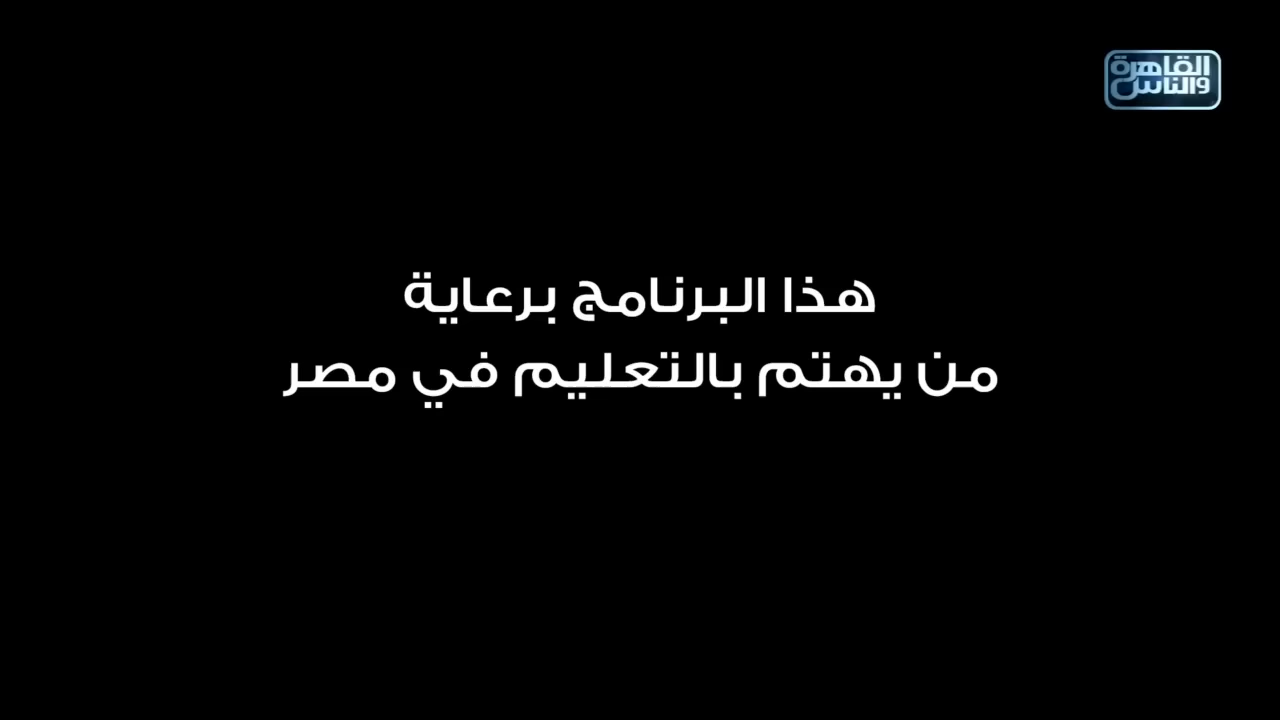 القاهرة
والناس
هذا البرنامج برعاية
من يهتم بالتعليم في مصر